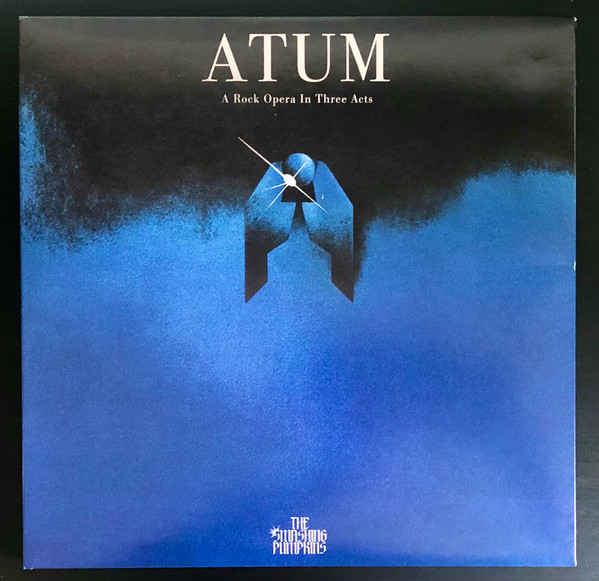 ATUM
A Rock Opera In Three Acts
THE
SMASHING
PUMPKINS